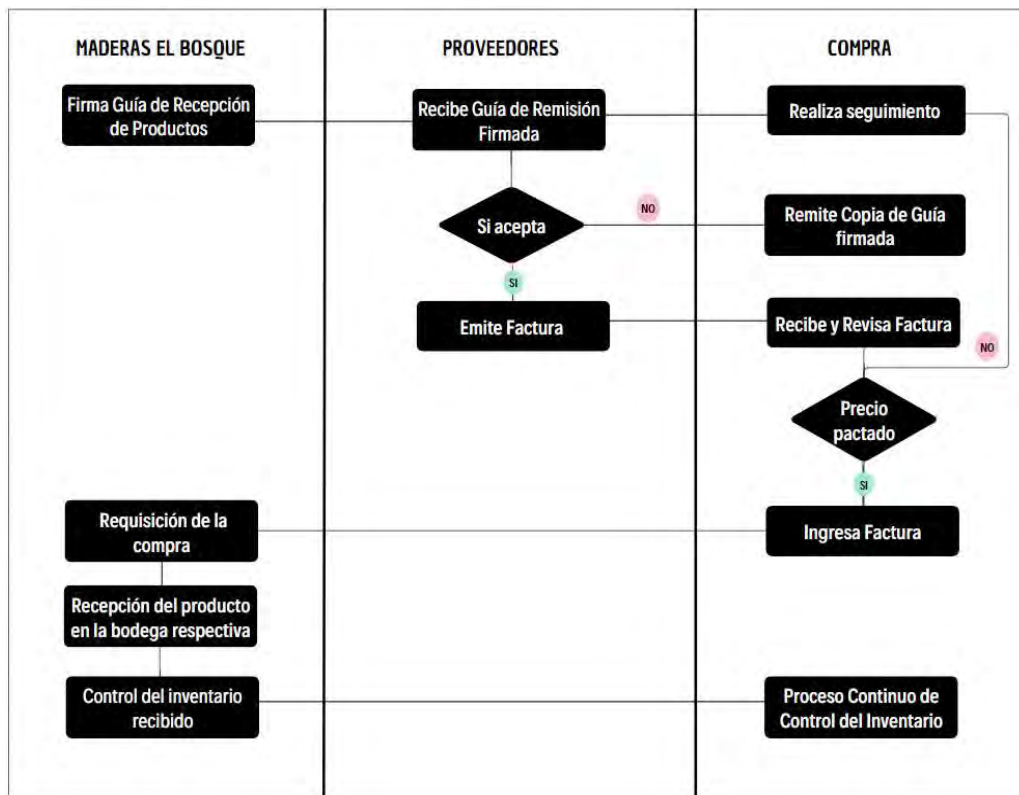 MADERAS EL BOSQUE
PROVEEDORES
COMPRA
Firma Guía de Recepción
de Productos
Recibe Guía de Remisión
Firmada
Realiza seguimiento
Si acepta
NO
Remite Copia de Guía
firmada
SI
Emite Factura
Recibe y Revisa Factura
NO
Precio
pactado
SI
Requisición de la
compra
Ingresa Factura
Recepción del producto
en la bodega respectiva
Control del inventario
recibido
Proceso Continuo de
Control del Inventario